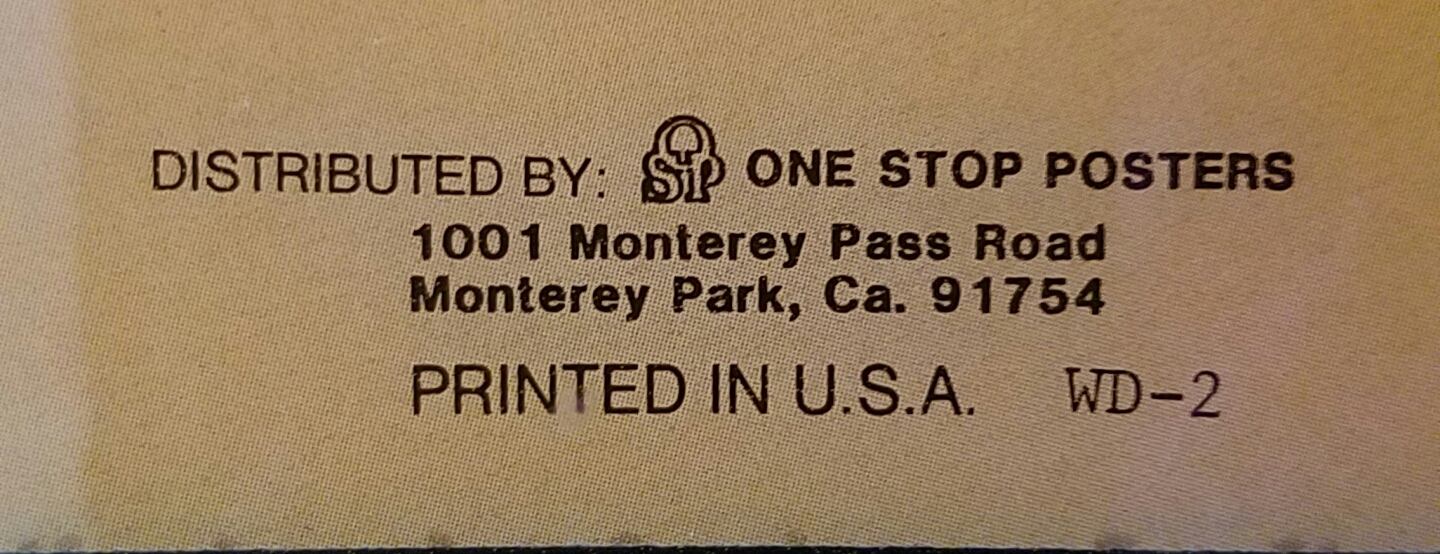 DISTRIBUTED BY: OSP ONE STOP POSTERS
1001 Monterey Pass Road
Monterey Park, Ca. 91754
PRINTED IN U.S.A. WD-2